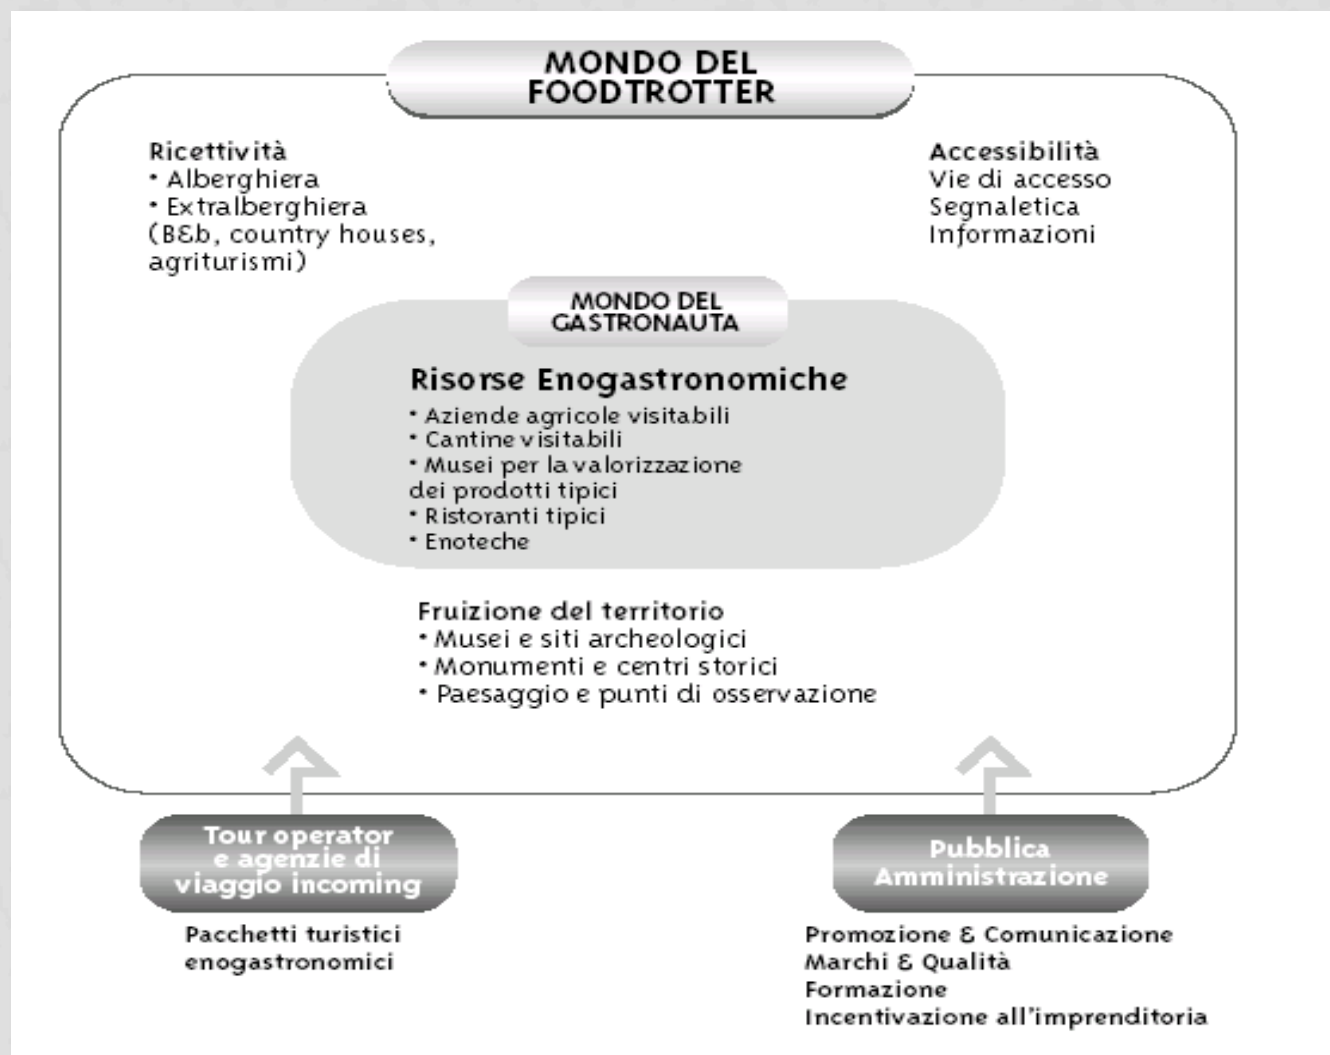 MONDO DEL
FOODTROTTER
Ricettività
• Alberghiera
• Extralberghiera
(B&b, country houses,
agriturismi)
Accessibilità
Vie di accesso
Segnaletica
Informazioni
MONDO DEL
GASTRONAUTA
Risorse Enogastronomiche
• Aziende agricole visitabili
• Cantine visitabili
• Musei per la valorizzazione
dei prodotti tipici
• Ristoranti tipici
• Enoteche
Fruizione del territorio
• Musei e siti archeologici
• Monumenti e centri storici
• Paesaggio e punti di osservazione
Tour operator
e agenzie di
viaggio incoming
Pacchetti turistici
enogastronomici
Pubblica
Amministrazione
Promozione & Comunicazione
Marchi & Qualità
Formazione
Incentivazione all'imprenditoria